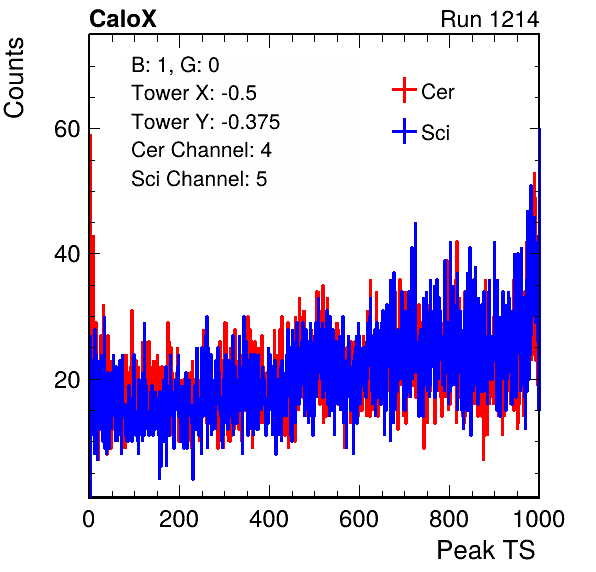 CaloX Run 1214
Counts
B: 1, G: 0
Tower X: -0.5
Tower Y: -0.375
Cer Channel: 4
Sci Channel: 5
Cer
Sci
60
40
20
0 200 400 600 800 1000
Peak TS